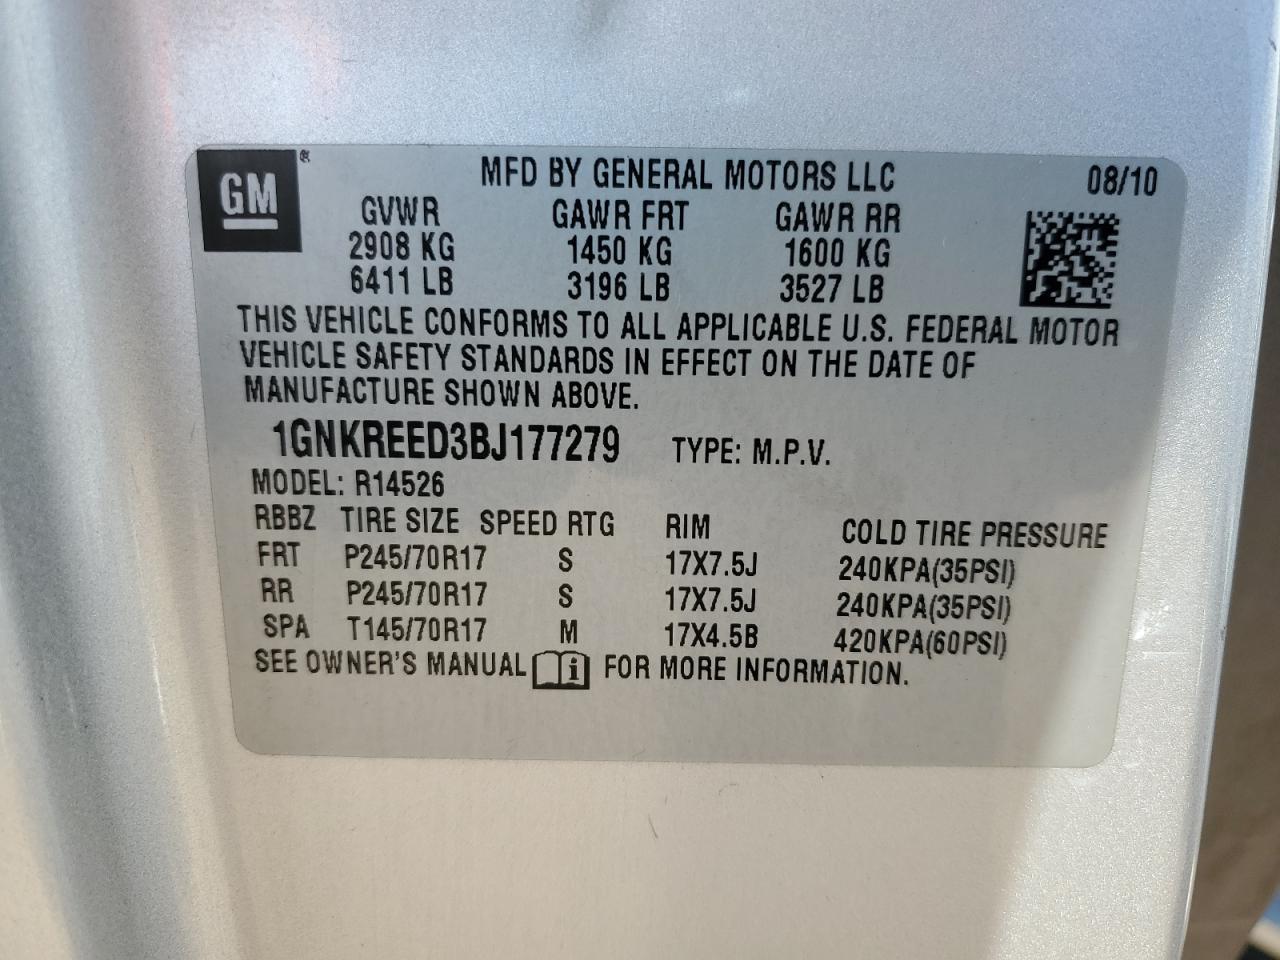 GM ®
MFD BY GENERAL MOTORS LLC 08/10
GVWR GAWR FRT GAWR RR
2908 KG 1450 KG 1600 KG
6411 LB 3196 LB 3527 LB
THIS VEHICLE CONFORMS TO ALL APPLICABLE U.S. FEDERAL MOTOR
VEHICLE SAFETY STANDARDS IN EFFECT ON THE DATE OF
MANUFACTURE SHOWN ABOVE.
1GNKREED3BJ177279 TYPE: M.P.V.
MODEL: R14526
RBBZ TIRE SIZE SPEED RTG RIM COLD TIRE PRESSURE
FRT P245/70R17 S 17X7.5J 240KPA(35PSI)
RR P245/70R17 S 17X7.5J 240KPA(35PSI)
SPA T145/70R17 M 17X4.5B 420KPA(60PSI)
SEE OWNER'S MANUAL i FOR MORE INFORMATION.